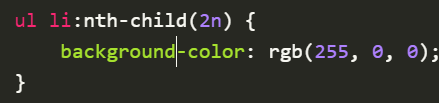 ul li:nth-child(2n) {
    background-color: rgb(255, 0, 0);
}